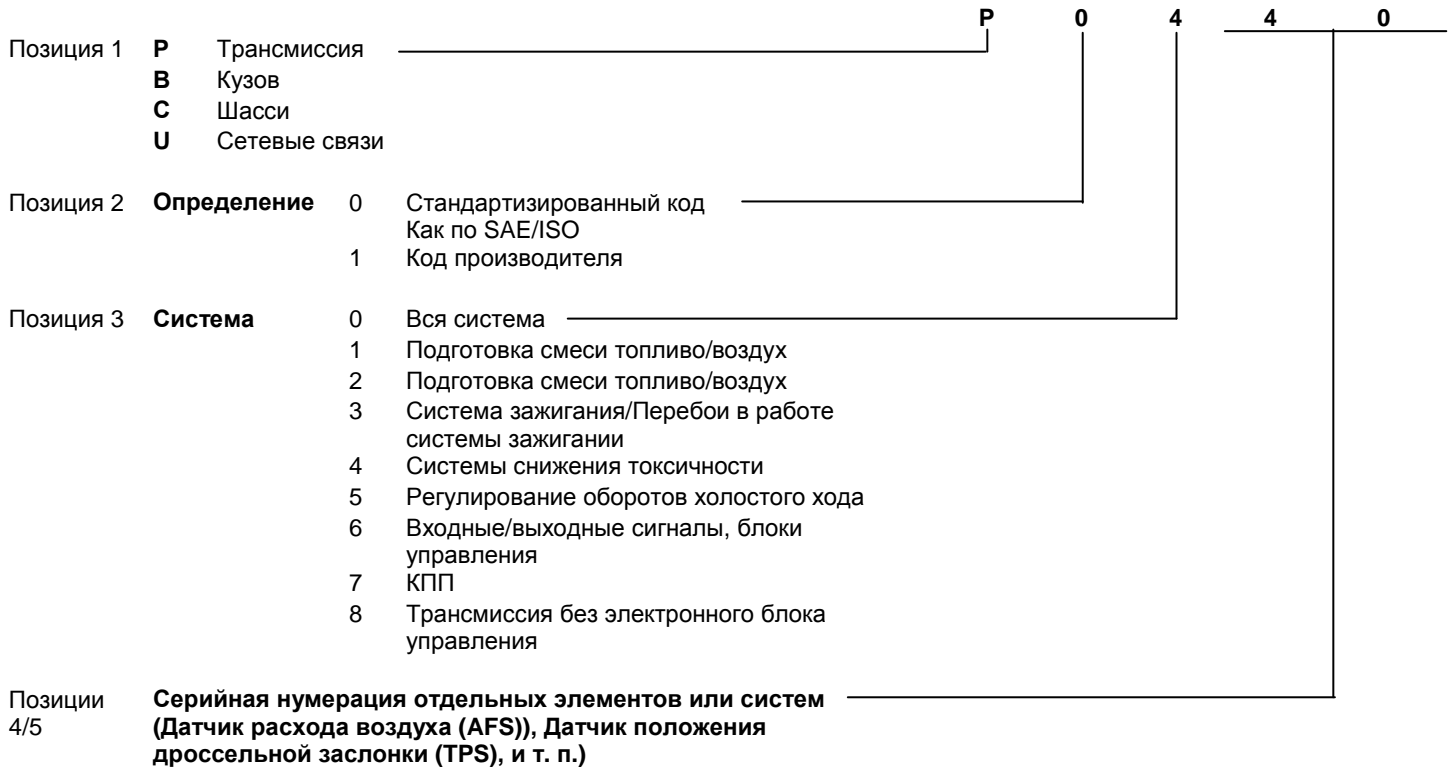 P 0 4 4 0
Позиция 1 P Трансмиссия
B Кузов
C Шасси
U Сетевые связи
Позиция 2 Определение 0 Стандартизированный код
Как по SAE/ISO
1 Код производителя
Позиция 3 Система 0 Вся система
1 Подготовка смеси топливо/воздух
2 Подготовка смеси топливо/воздух
3 Система зажигания/Перебои в работе
системы зажигании
4 Системы снижения токсичности
5 Регулирование оборотов холостого хода
6 Входные/выходные сигналы, блоки
управления
7 КПП
8 Трансмиссия без электронного блока
управления
Позиции Серийная нумерация отдельных элементов или систем
4/5 (Датчик расхода воздуха (AFS)), Датчик положения
дроссельной заслонки (TPS), и т. п.)